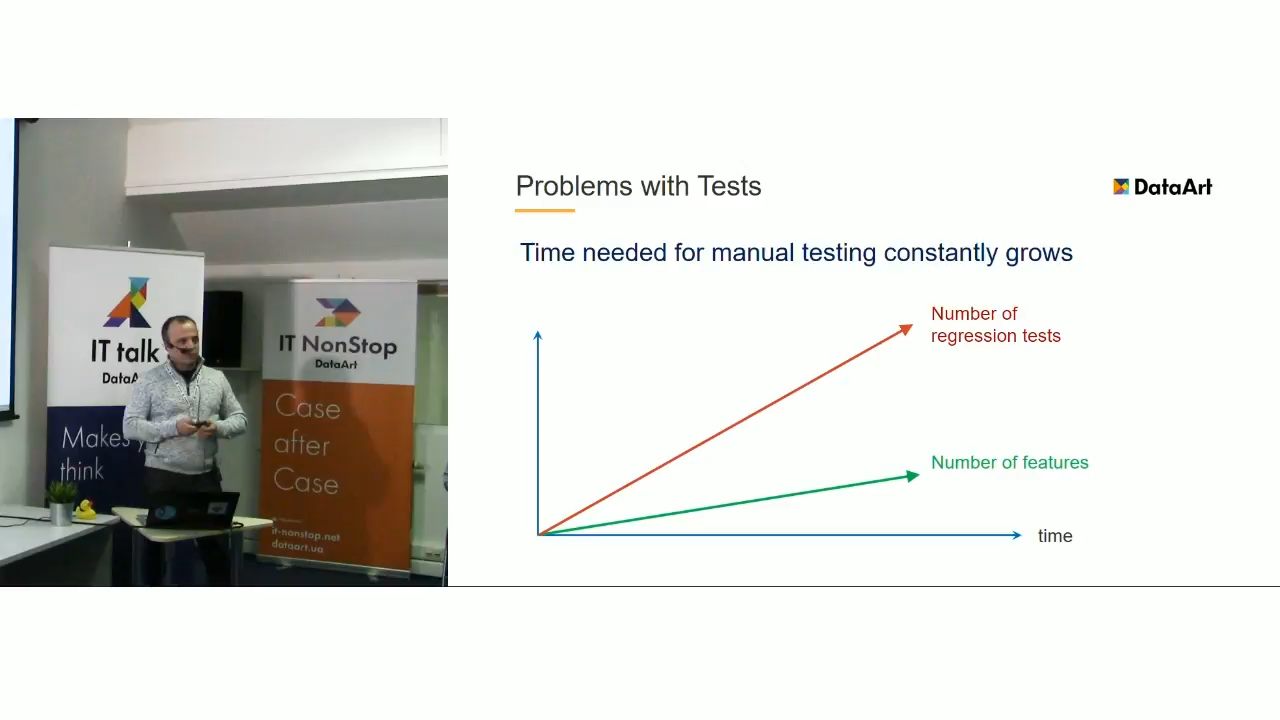 Problems with Tests
DataArt
Time needed for manual testing constantly grows
Number of
regression tests
Number of features
time
IT talk
DataA
Makes y
think
IT NonStop
DataArt
Case
after
Case
it-nonstop.net
dataart.ua